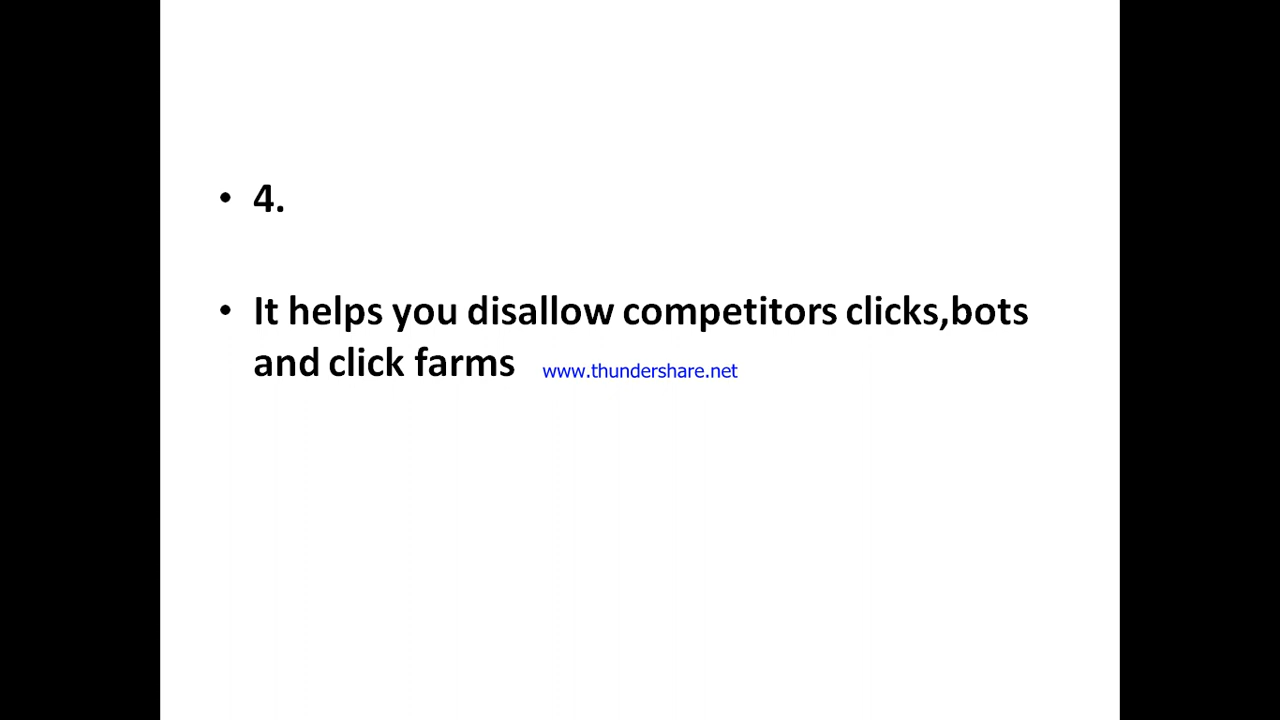 • 4.
• It helps you disallow competitors clicks,bots
and click farms www.thundershare.net